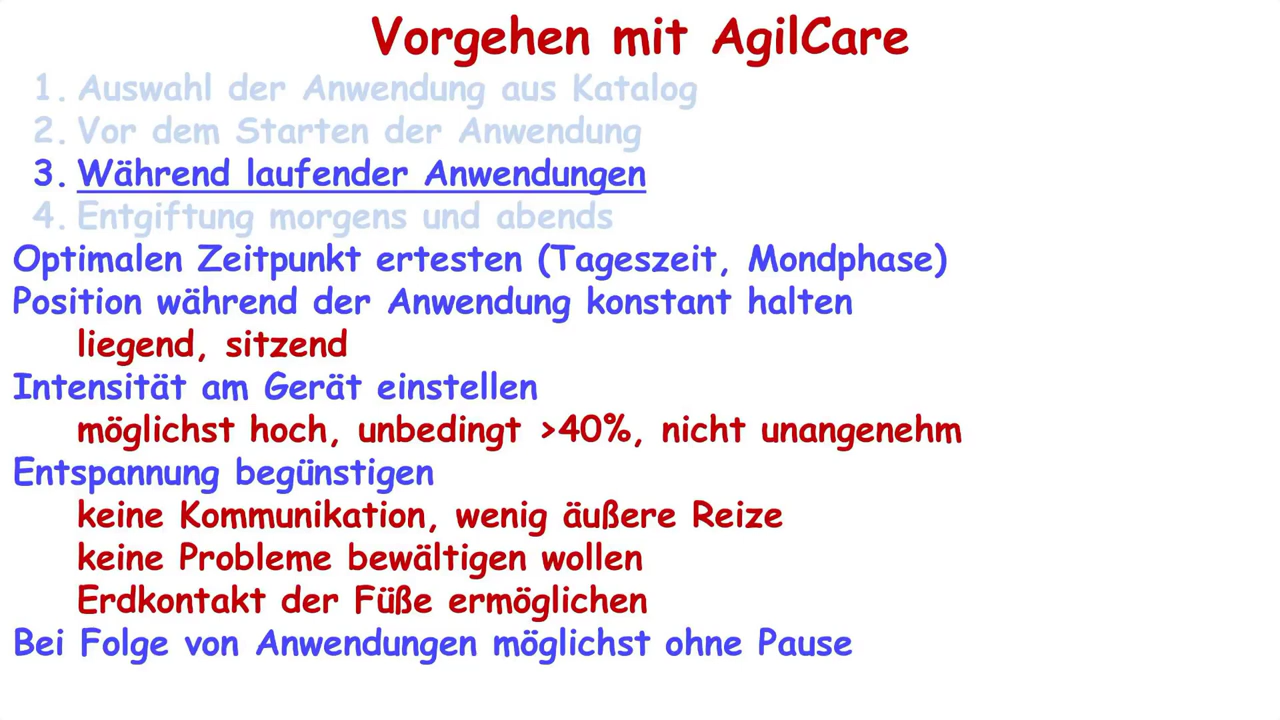 Vorgehen mit AgilCare
1. Auswahl der Anwendung aus Katalog
2. Vor dem Starten der Anwendung
3. Während laufender Anwendungen
4. Entgiftung morgens und abends
Optimalen Zeitpunkt ertesten (Tageszeit, Mondphase)
Position während der Anwendung konstant halten
liegend, sitzend
Intensität am Gerät einstellen
möglichst hoch, unbedingt >40%, nicht unangenehm
Entspannung begünstigen
keine Kommunikation, wenig äußere Reize
keine Probleme bewältigen wollen
Erdkontakt der Füße ermöglichen
Bei Folge von Anwendungen möglichst ohne Pause